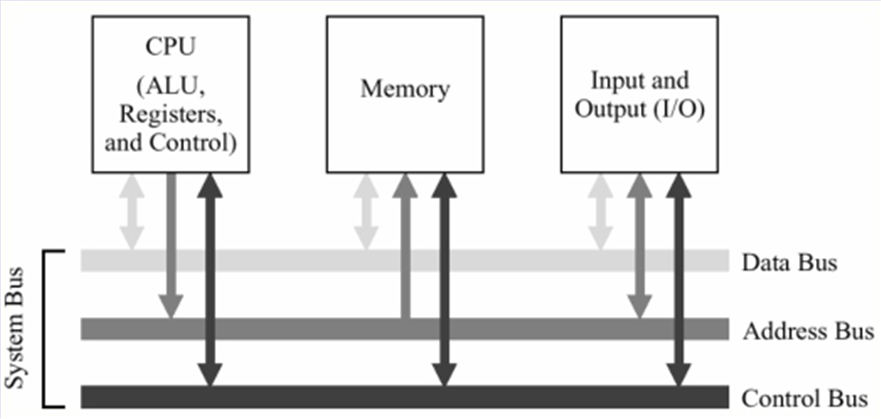 CPU
(ALU,
Registers,
and Control)
Memory
Input and
Output (I/O)
Data Bus
Address Bus
Control Bus
System Bus